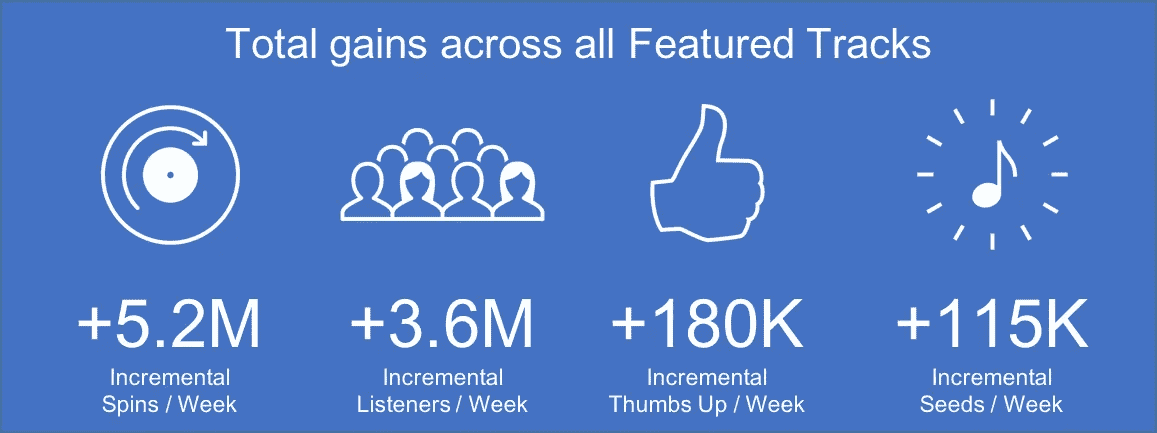 Total gains across all Featured Tracks
+5.2M
Incremental
Spins / Week
+3.6M
Incremental
Listeners / Week
+180K
Incremental
Thumbs Up / Week
+115K
Incremental
Seeds / Week